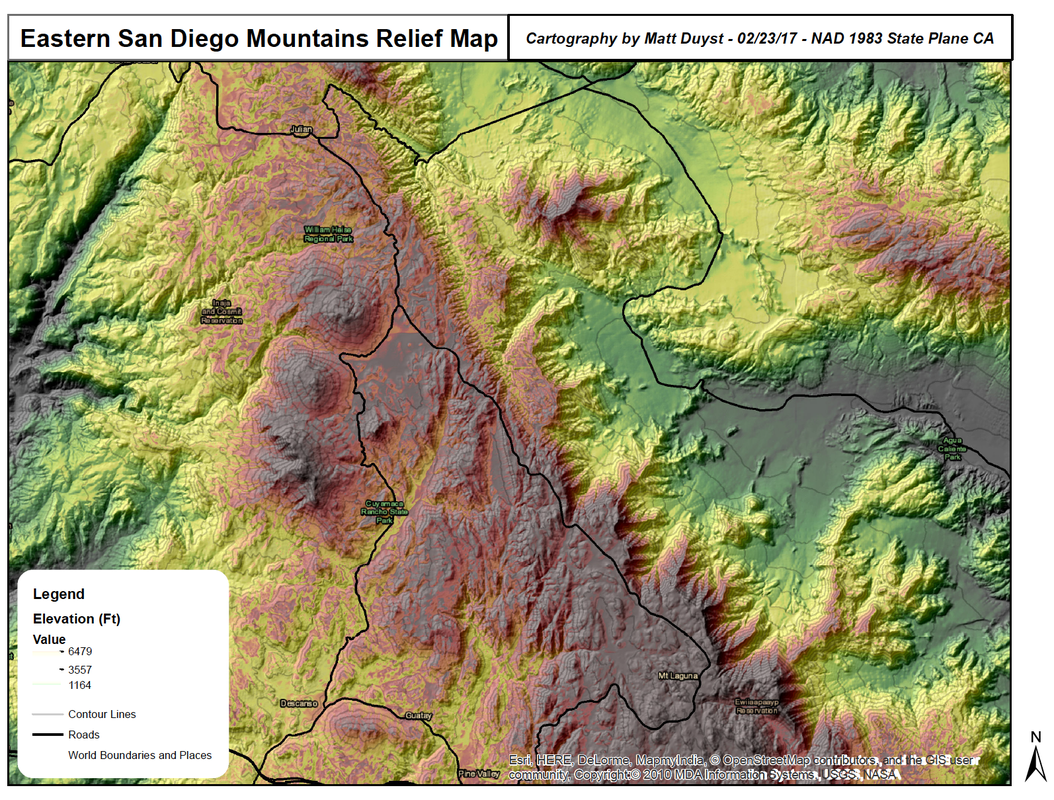 Eastern San Diego Mountains Relief Map
Cartography by Matt Duyst - 02/23/17 - NAD 1983 State Plane CA
Julian
William Heise
Regional Park
Inaja
and Cosmit
Reservation
Agua
Caliente
Park
Cuyamaca
Rancho State
Park
Legend
Elevation (Ft)
Value
6479
3557
1164
Contour Lines
Roads
World Boundaries and Places
Mt Laguna
Ewiiaapaayp
Reservation
Descanso
Guatay
Pine Valley
N
Esri, HERE, DeLorme, MapmyIndia, © OpenStreetMap contributors, and the GIS user
community, Copyright:© 2010 MDA Information Systems, USGS, NASA